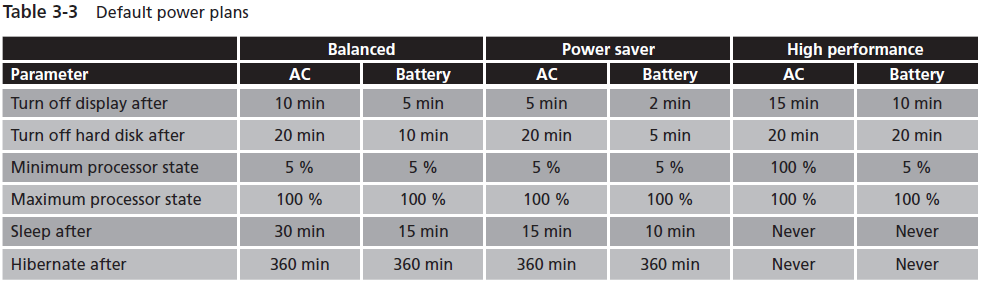 Table 3-3 Default power plans
Balanced Power saver High performance
Parameter AC Battery AC Battery AC Battery
Turn off display after 10 min 5 min 5 min 2 min 15 min 10 min
Turn off hard disk after 20 min 10 min 20 min 5 min 20 min 20 min
Minimum processor state 5 % 5 % 5 % 5 % 100 % 5 %
Maximum processor state 100 % 100 % 100 % 100 % 100 % 100 %
Sleep after 30 min 15 min 15 min 10 min Never Never
Hibernate after 360 min 360 min 360 min 360 min Never Never